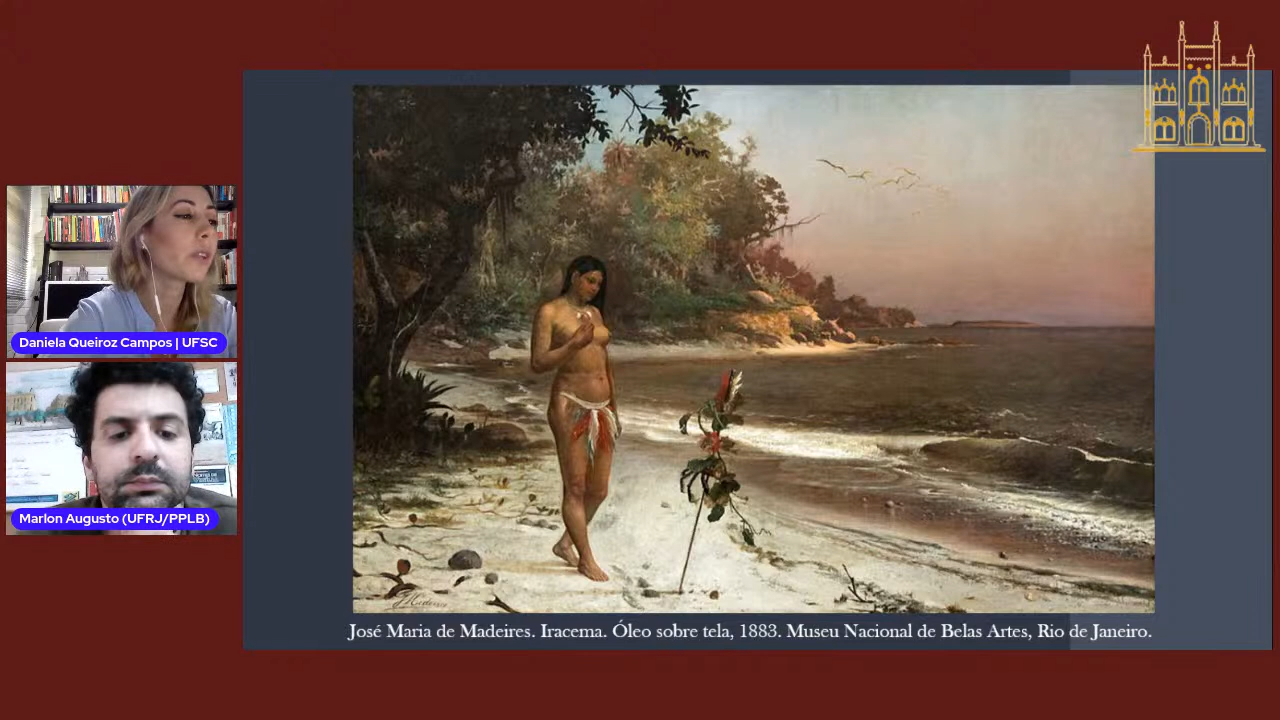 Daniela Queiroz Campos | UFSC
Marlon Augusto (UFRJ/PPLB)
José Maria de Madeires. Iracema. Óleo sobre tela, 1883. Museu Nacional de Belas Artes, Rio de Janeiro.